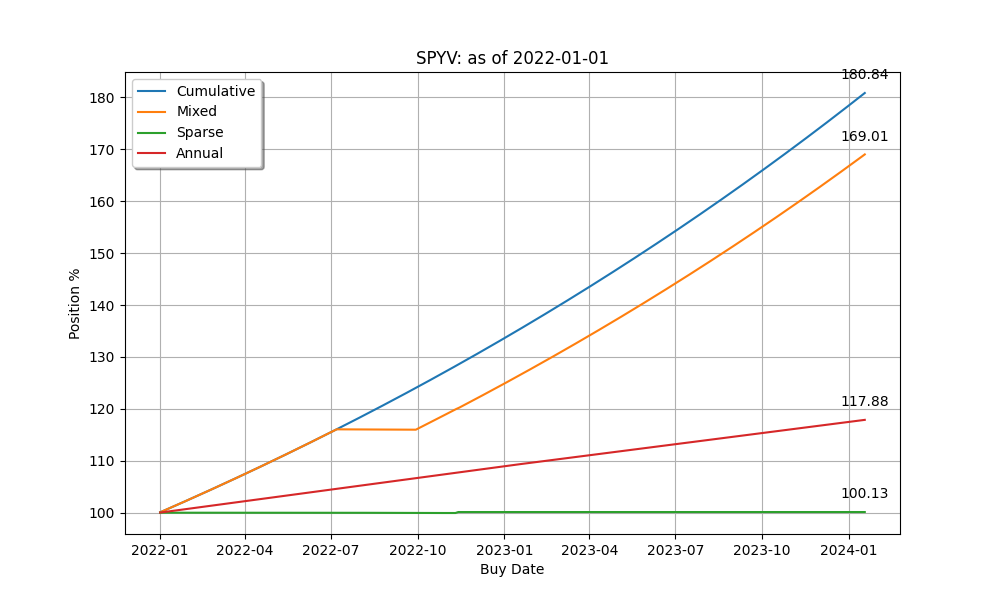 SPYV: as of 2022-01-01
180.84
Cumulative
Mixed
Sparse
Annual
169.01
117.88
100.13
180
170
160
150
140
130
120
110
100
Position %
2022-01 2022-04 2022-07 2022-10 2023-01 2023-04 2023-07 2023-10 2024-01
Buy Date